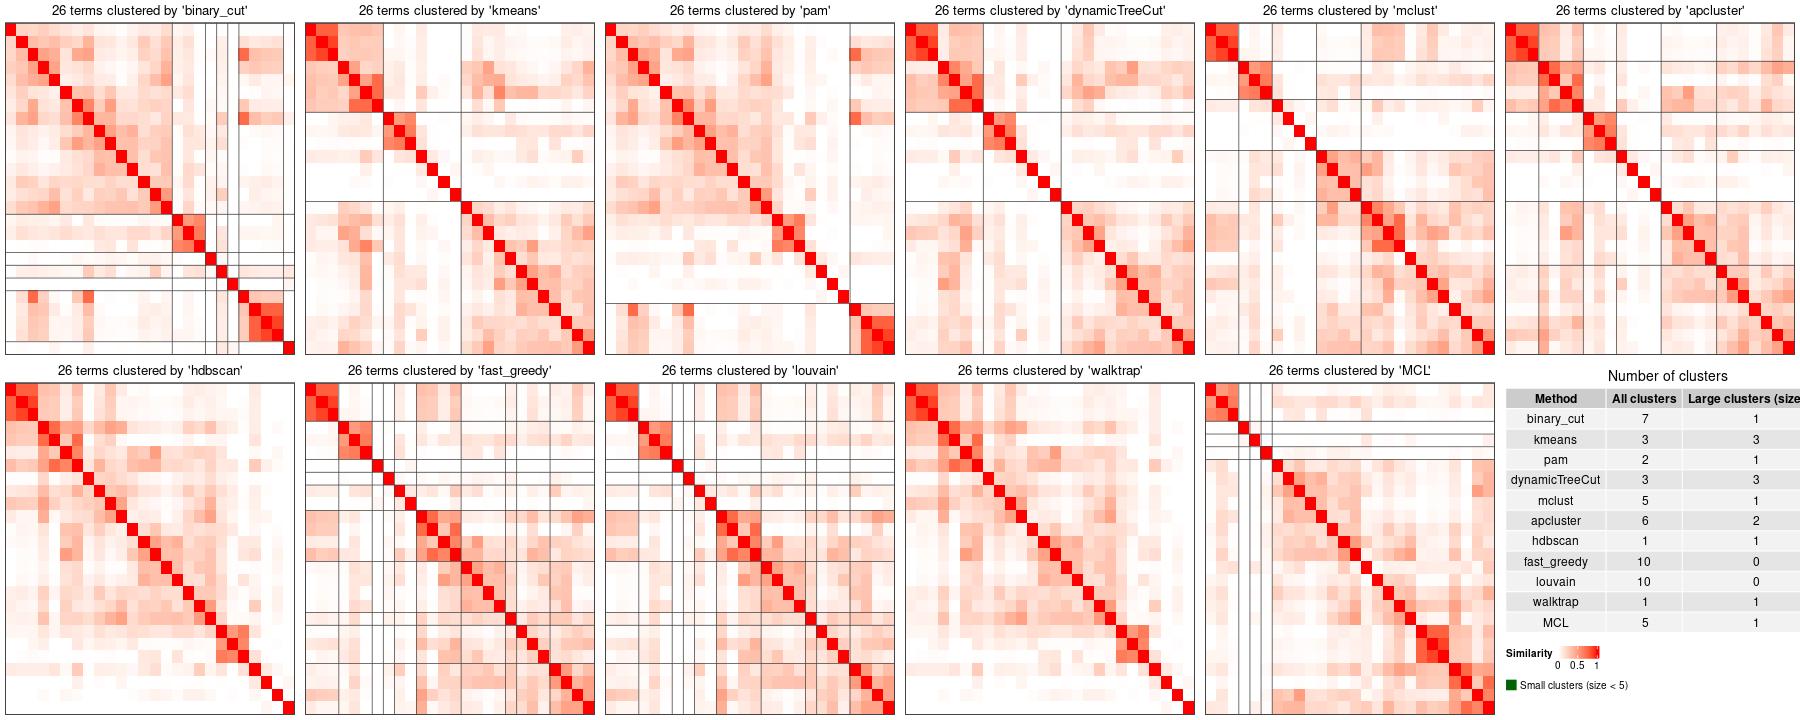 26 terms clustered by 'binary_cut'
26 terms clustered by 'kmeans'
26 terms clustered by 'pam'
26 terms clustered by 'dynamicTreeCut'
26 terms clustered by 'mclust'
26 terms clustered by 'apcluster'
26 terms clustered by 'hdbscan'
26 terms clustered by 'fast_greedy'
26 terms clustered by 'louvain'
26 terms clustered by 'walktrap'
26 terms clustered by 'MCL'
Number of clusters
Method All clusters Large clusters (size
binary_cut 7 1
kmeans 3 3
pam 2 1
dynamicTreeCut 3 3
mclust 5 1
apcluster 6 2
hdbscan 1 1
fast_greedy 10 0
louvain 10 0
walktrap 1 1
MCL 5 1
Similarity
0 0.5 1
Small clusters (size < 5)